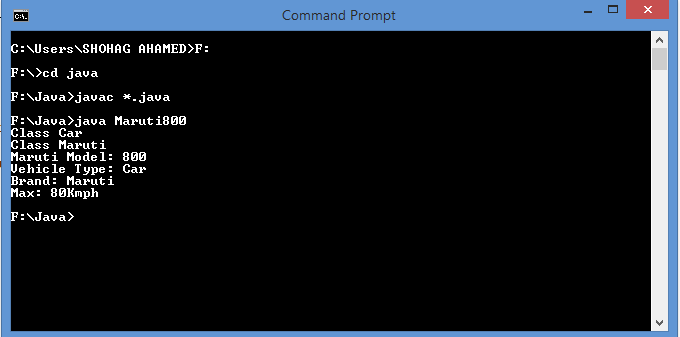 Command Prompt
C:\Users\SHOHAG AHAMED>F:
F:\>cd java
F:\Java>javac *.java
F:\Java>java Maruti800
Class Car
Class Maruti
Maruti Model: 800
Vehicle Type: Car
Brand: Maruti
Max: 80Kmph
F:\Java>